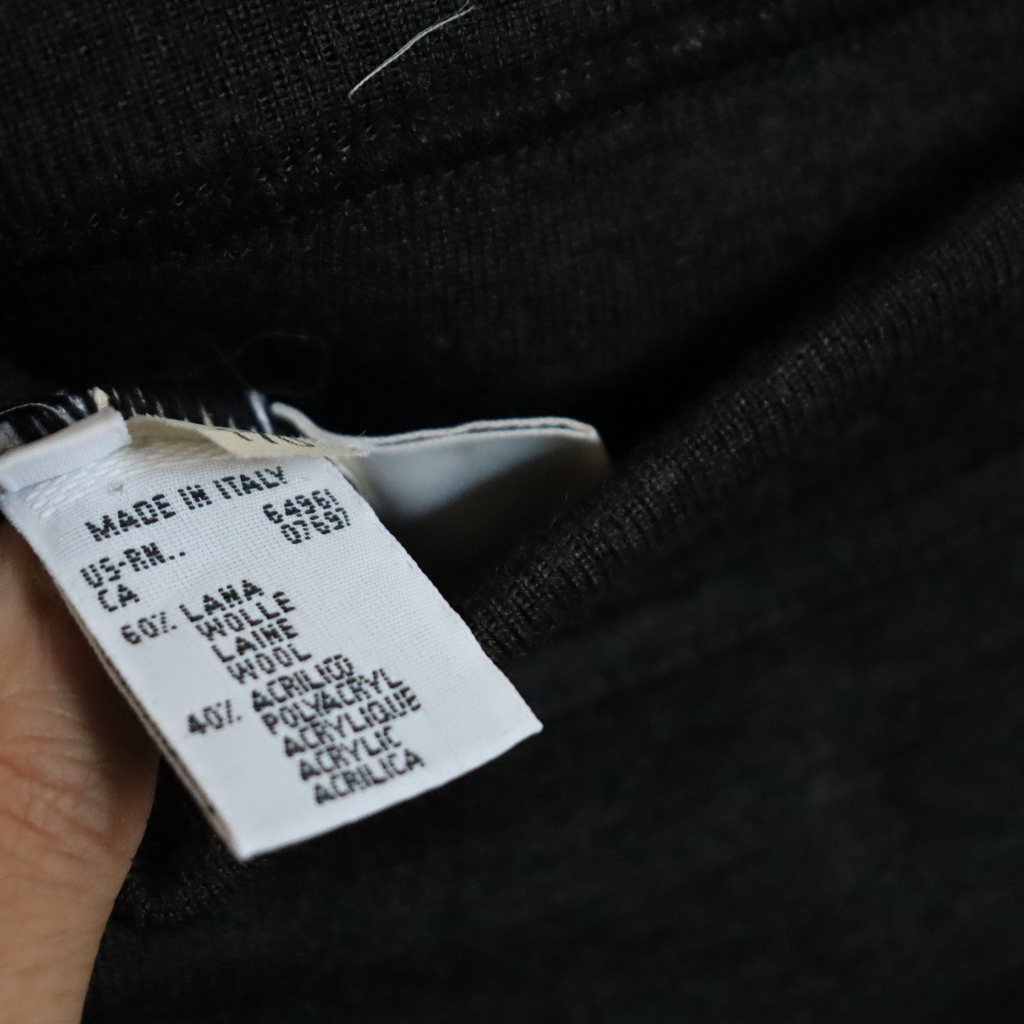 MADE IN ITALY
US-RN.. 64961
CA 07697
60% LANA
WOLLE
LAINE
WOOL
40% ACRILICO
POLYACRYL
ACRYLIQUE
ACRYLIC
ACRILICA